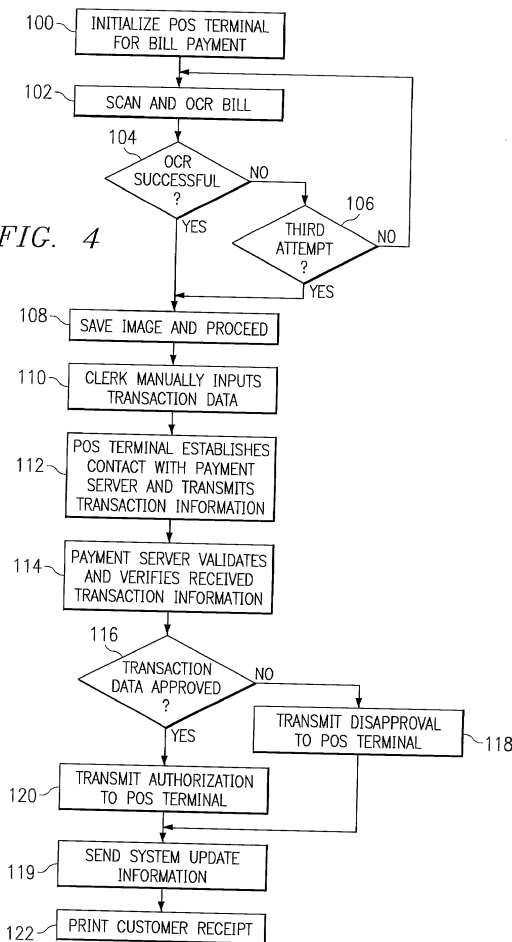 100
INITIALIZE POS TERMINAL
FOR BILL PAYMENT
102
SCAN AND OCR BILL
104
OCR
SUCCESSFUL
?
NO
YES
106
THIRD
ATTEMPT
?
NO
YES
FIG. 4
108
SAVE IMAGE AND PROCEED
110
CLERK MANUALLY INPUTS
TRANSACTION DATA
112
POS TERMINAL ESTABLISHES
CONTACT WITH PAYMENT
SERVER AND TRANSMITS
TRANSACTION INFORMATION
114
PAYMENT SERVER VALIDATES
AND VERIFIES RECEIVED
TRANSACTION INFORMATION
116
TRANSACTION
DATA APPROVED
?
NO
YES
TRANSMIT DISAPPROVAL
TO POS TERMINAL
118
120
TRANSMIT AUTHORIZATION
TO POS TERMINAL
119
SEND SYSTEM UPDATE
INFORMATION
122
PRINT CUSTOMER RECEIPT